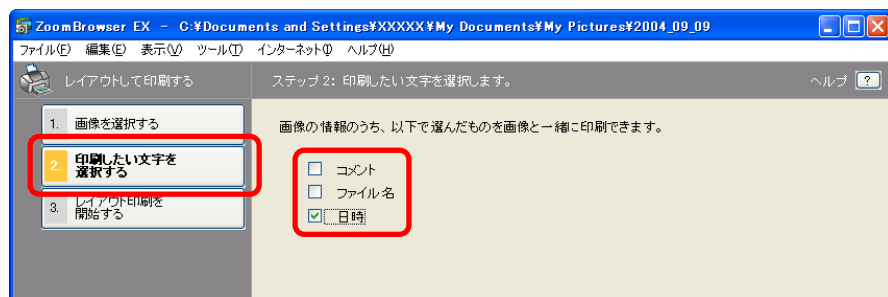 ZoomBrowser EX - C:¥Documents and Settings¥XXXXX¥My Documents¥My Pictures¥2004_09_09
ファイル(F) 編集(E) 表示(V) ツール(T) インターネット(I) ヘルプ(H)
レイアウトして印刷する
ステップ 2: 印刷したい文字を選択します。
ヘルプ ?
1. 画像を選択する
2. 印刷したい文字を
選択する
3. レイアウト印刷を
開始する
画像の情報のうち、以下で選んだものを画像と一緒に印刷できます。
コメント
ファイル名
日時